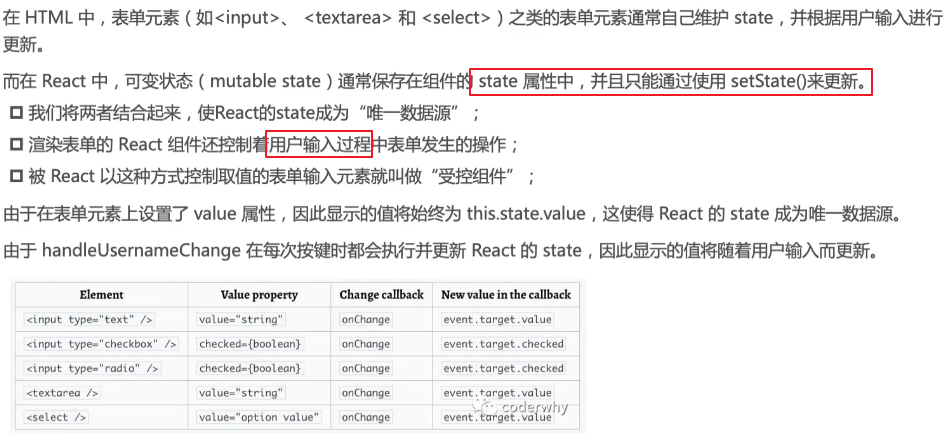 在 HTML 中，表单元素（如<input>、 <textarea> 和 <select> ）之类的表单元素通常自己维护 state，并根据用户输入进行
更新。
而在 React 中，可变状态（mutable state）通常保存在组件的 state 属性中，并且只能通过使用 setState()来更新。
我们将两者结合起来，使React的state成为“唯一数据源”；
渲染表单的 React 组件还控制着用户输入过程中表单发生的操作；
被 React 以这种方式控制取值的表单输入元素就叫做“受控组件”；
由于在表单元素上设置了 value 属性，因此显示的值将始终为 this.state.value，这使得 React 的 state 成为唯一数据源。
由于 handleUsernameChange 在每次按键时都会执行并更新 React 的 state，因此显示的值将随着用户输入而更新。
Element Value property Change callback New value in the callback
<input type="text" /> value="string" onChange event.target.value
<input type="checkbox" /> checked={boolean} onChange event.target.checked
<input type="radio" /> checked={boolean} onChange event.target.checked
<textarea /> value="string" onChange event.target.value
<select /> value="option value" onChange event.target.value
coderwhy